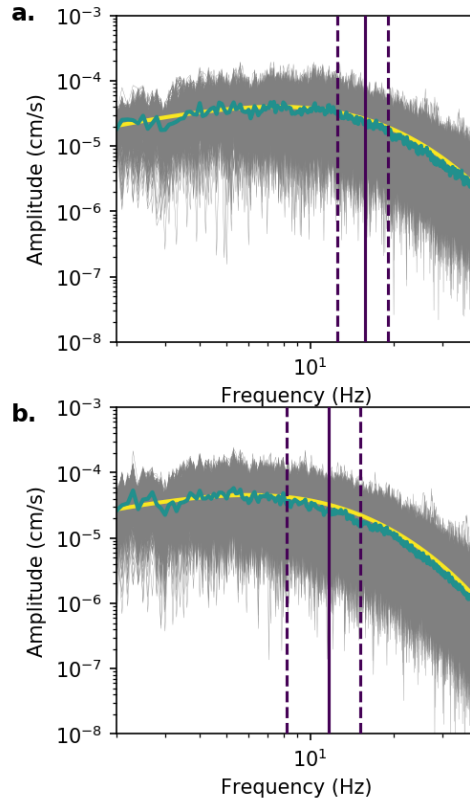 a.
10⁻³
10⁻⁴
10⁻⁵
10⁻⁶
10⁻⁷
10⁻⁸
Amplitude (cm/s)
10¹
Frequency (Hz)
b.
10⁻³
10⁻⁴
10⁻⁵
10⁻⁶
10⁻⁷
10⁻⁸
Amplitude (cm/s)
10¹
Frequency (Hz)